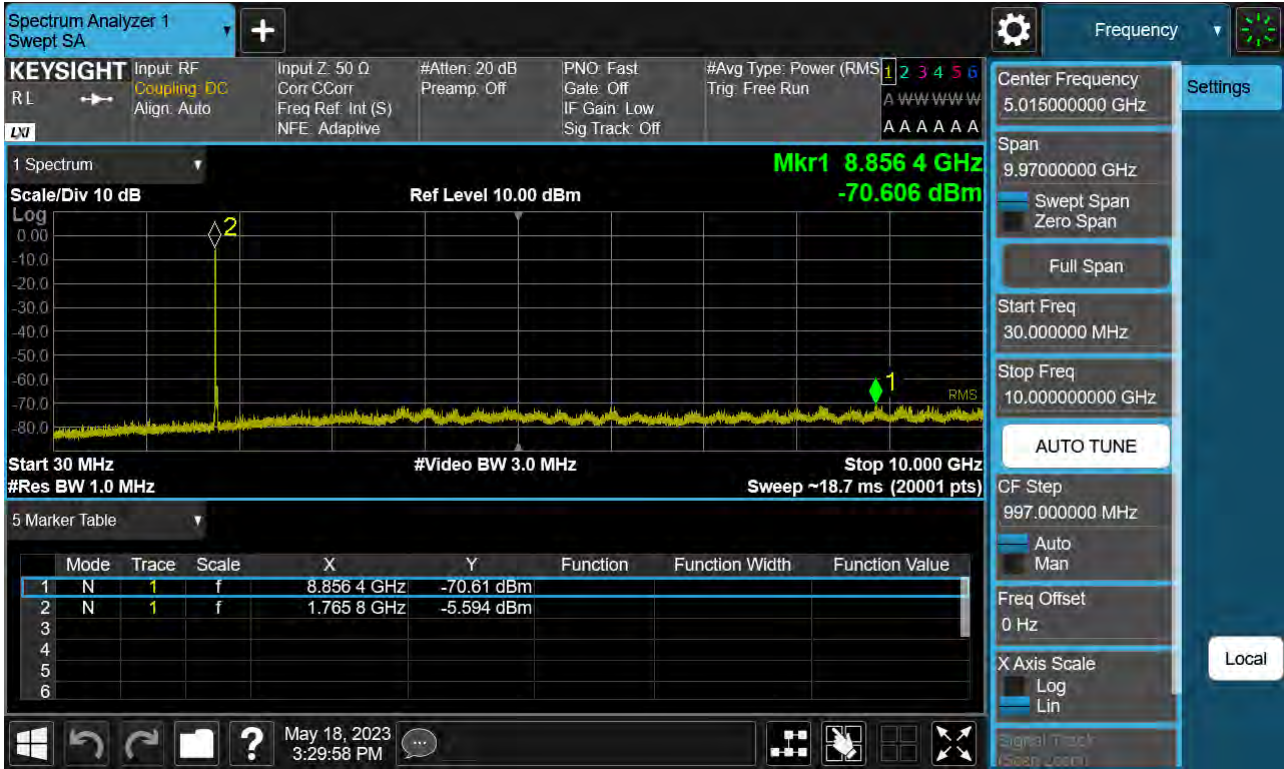 Spectrum Analyzer 1
Swept SA
Frequency
KEYSIGHT
RL
LXI
Input: RF
Coupling: DC
Align: Auto
Input Z: 50 Ω
Corr CCorr
Freq Ref: Int (S)
NFE: Adaptive
#Atten: 20 dB
Preamp: Off
PNO: Fast
Gate: Off
IF Gain: Low
Sig Track: Off
#Avg Type: Power (RMS
Trig: Free Run
1 2 3 4 5 6
A W W W W W
A A A A A A
Center Frequency
5.015000000 GHz
Settings
1 Spectrum
Mkr1 8.856 4 GHz
-70.606 dBm
Scale/Div 10 dB
Ref Level 10.00 dBm
Log
0.00
-10.0
-20.0
-30.0
-40.0
-50.0
-60.0
-70.0
-80.0
2
1
RMS
Start 30 MHz
#Video BW 3.0 MHz
Stop 10.000 GHz
#Res BW 1.0 MHz
Sweep ~18.7 ms (20001 pts)
Span
9.97000000 GHz
Swept Span
Zero Span
Full Span
Start Freq
30.000000 MHz
Stop Freq
10.000000000 GHz
AUTO TUNE
CF Step
997.000000 MHz
Auto
Man
Freq Offset
0 Hz
X Axis Scale
Log
Lin
Signal Track
(Span Zoom)
Local
5 Marker Table
Mode Trace Scale X Y Function Function Width Function Value
1 N 1 f 8.856 4 GHz -70.61 dBm
2 N 1 f 1.765 8 GHz -5.594 dBm
3
4
5
6
?
May 18, 2023
3:29:58 PM